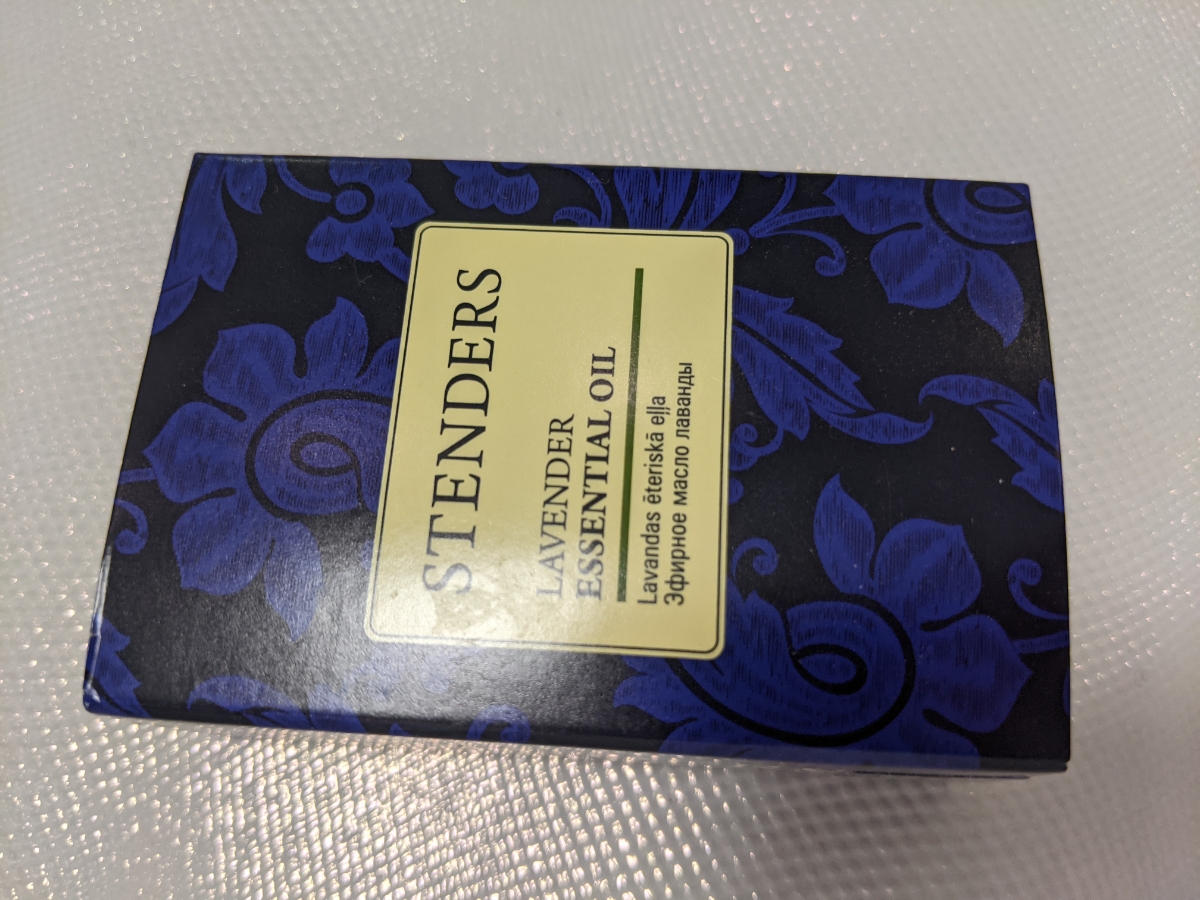 STENDERS
LAVENDER
ESSENTIAL OIL
Lavandas ēteriskā eļļa
Эфирное масло лаванды